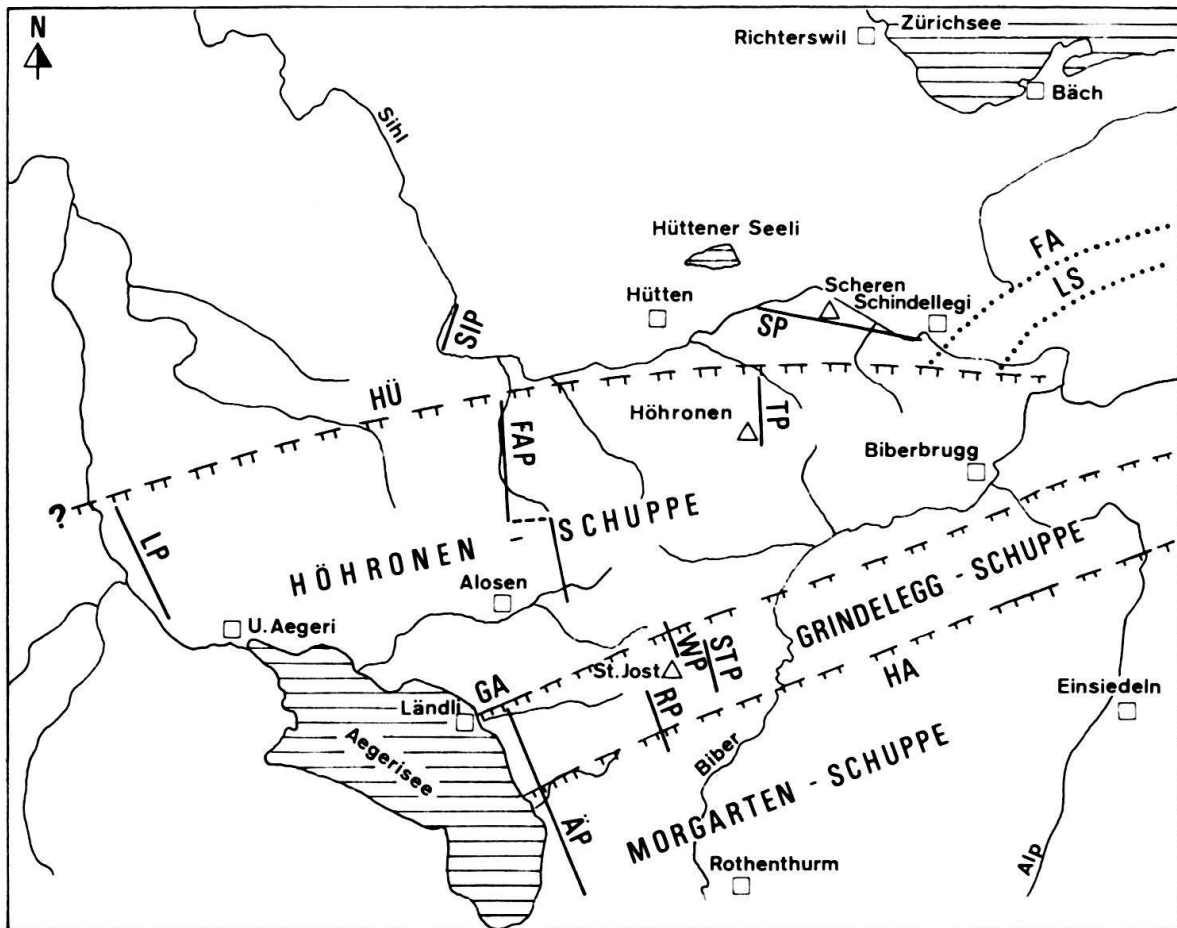 N
Richterswil
Zürichsee
Bäch
Sihl
Hüttener Seeli
FA
LS
Hütten
Scheren
Schindellegi
SP
SIP
HÜ
FAP
Höhronen
TP
Biberbrugg
?
LP
HÖHRONEN - SCHUPPE
Alosen
GRINDELEGG - SCHUPPE
U. Aegeri
WP
STP
St. Jost
HA
GA
RP
Einsiedeln
Ländli
Aegerisee
Biber
MORGARTEN - SCHUPPE
ÄP
Rothenthurm
Alp